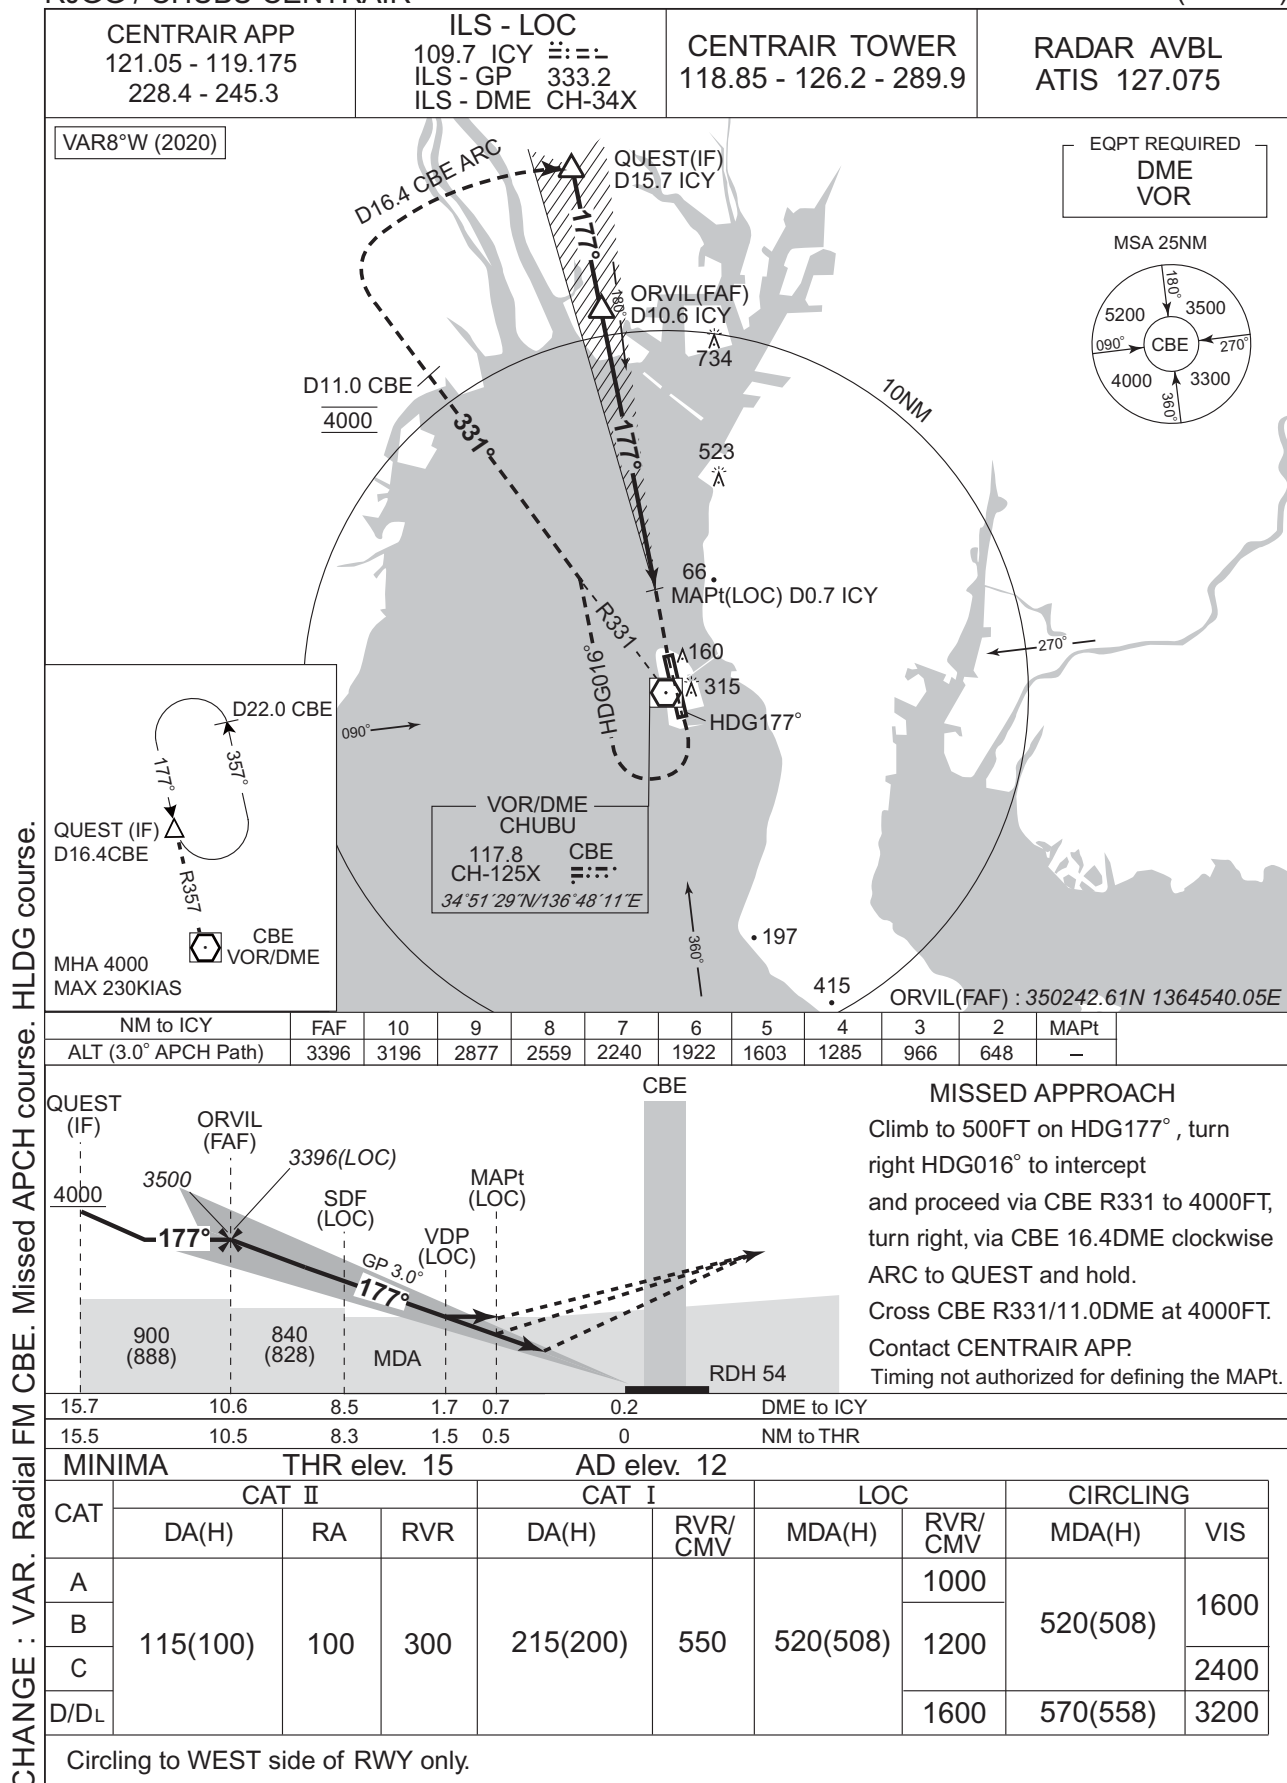 CENTRAIR APP
121.05 - 119.175
228.4 - 245.3
ILS - LOC
109.7 ICY
ILS - GP 333.2
ILS - DME CH-34X
CENTRAIR TOWER
118.85 - 126.2 - 289.9
RADAR AVBL
ATIS 127.075
VAR8°W (2020)
EQPT REQUIRED
DME
VOR
MSA 25NM
180°
5200
3500
090°
CBE
270°
4000
3300
360°
D16.4 CBE ARC
QUEST(IF)
D15.7 ICY
177°
180°
ORVIL(FAF)
D10.6 ICY
734
D11.0 CBE
4000
331°
177°
10NM
523
66
MAPt(LOC) D0.7 ICY
R331
HDG016°
160
315
HDG177°
270°
090°
VOR/DME
CHUBU
117.8 CBE
CH-125X
34°51´29˝N/136°48´11˝E
360°
197
415
ORVIL(FAF) : 350242.61N 1364540.05E
D22.0 CBE
177°
357°
QUEST (IF)
D16.4CBE
R357
CBE
VOR/DME
MHA 4000
MAX 230KIAS
NM to ICY FAF 10 9 8 7 6 5 4 3 2 MAPt
ALT (3.0° APCH Path) 3396 3196 2877 2559 2240 1922 1603 1285 966 648 –
QUEST
(IF)
ORVIL
(FAF)
3396(LOC)
3500
4000
SDF
(LOC)
MAPt
(LOC)
VDP
(LOC)
CBE
177°
GP 3.0°
177°
900
(888)
840
(828)
MDA
RDH 54
15.7 10.6 8.5 1.7 0.7 0.2 DME to ICY
15.5 10.5 8.3 1.5 0.5 0 NM to THR
MISSED APPROACH
Climb to 500FT on HDG177°, turn
right HDG016° to intercept
and proceed via CBE R331 to 4000FT,
turn right, via CBE 16.4DME clockwise
ARC to QUEST and hold.
Cross CBE R331/11.0DME at 4000FT.
Contact CENTRAIR APP.
Timing not authorized for defining the MAPt.
MINIMA THR elev. 15 AD elev. 12
CAT CAT II CAT I LOC CIRCLING
DA(H) RA RVR DA(H) RVR/CMV MDA(H) RVR/CMV MDA(H) VIS
A 115(100) 100 300 215(200) 550 520(508) 1000 520(508) 1600
B 1200
C 2400
D/DL 1600 570(558) 3200
Circling to WEST side of RWY only.
CHANGE : VAR. Radial FM CBE. Missed APCH course. HLDG course.